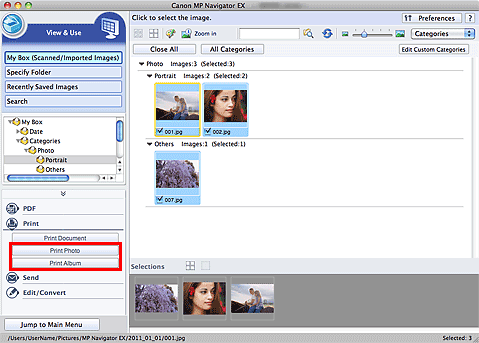 Canon MP Navigator EX
View & Use
Click to select the image.
Preferences
?
Zoom in
Categories
My Box (Scanned/Imported Images)
Specify Folder
Recently Saved Images
Search
Close All
All Categories
Edit Custom Categories
Photo Images:3 (Selected:3)
Portrait Images:2 (Selected:2)
001.jpg
002.jpg
Others Images:1 (Selected:1)
007.jpg
My Box
Date
Categories
Photo
Portrait
Others
PDF
Print
Print Document
Print Photo
Print Album
Send
Edit/Convert
Jump to Main Menu
Selections
/Users/UserName/Pictures/MP Navigator EX/2011_01_01/001.jpg
Selected: 3